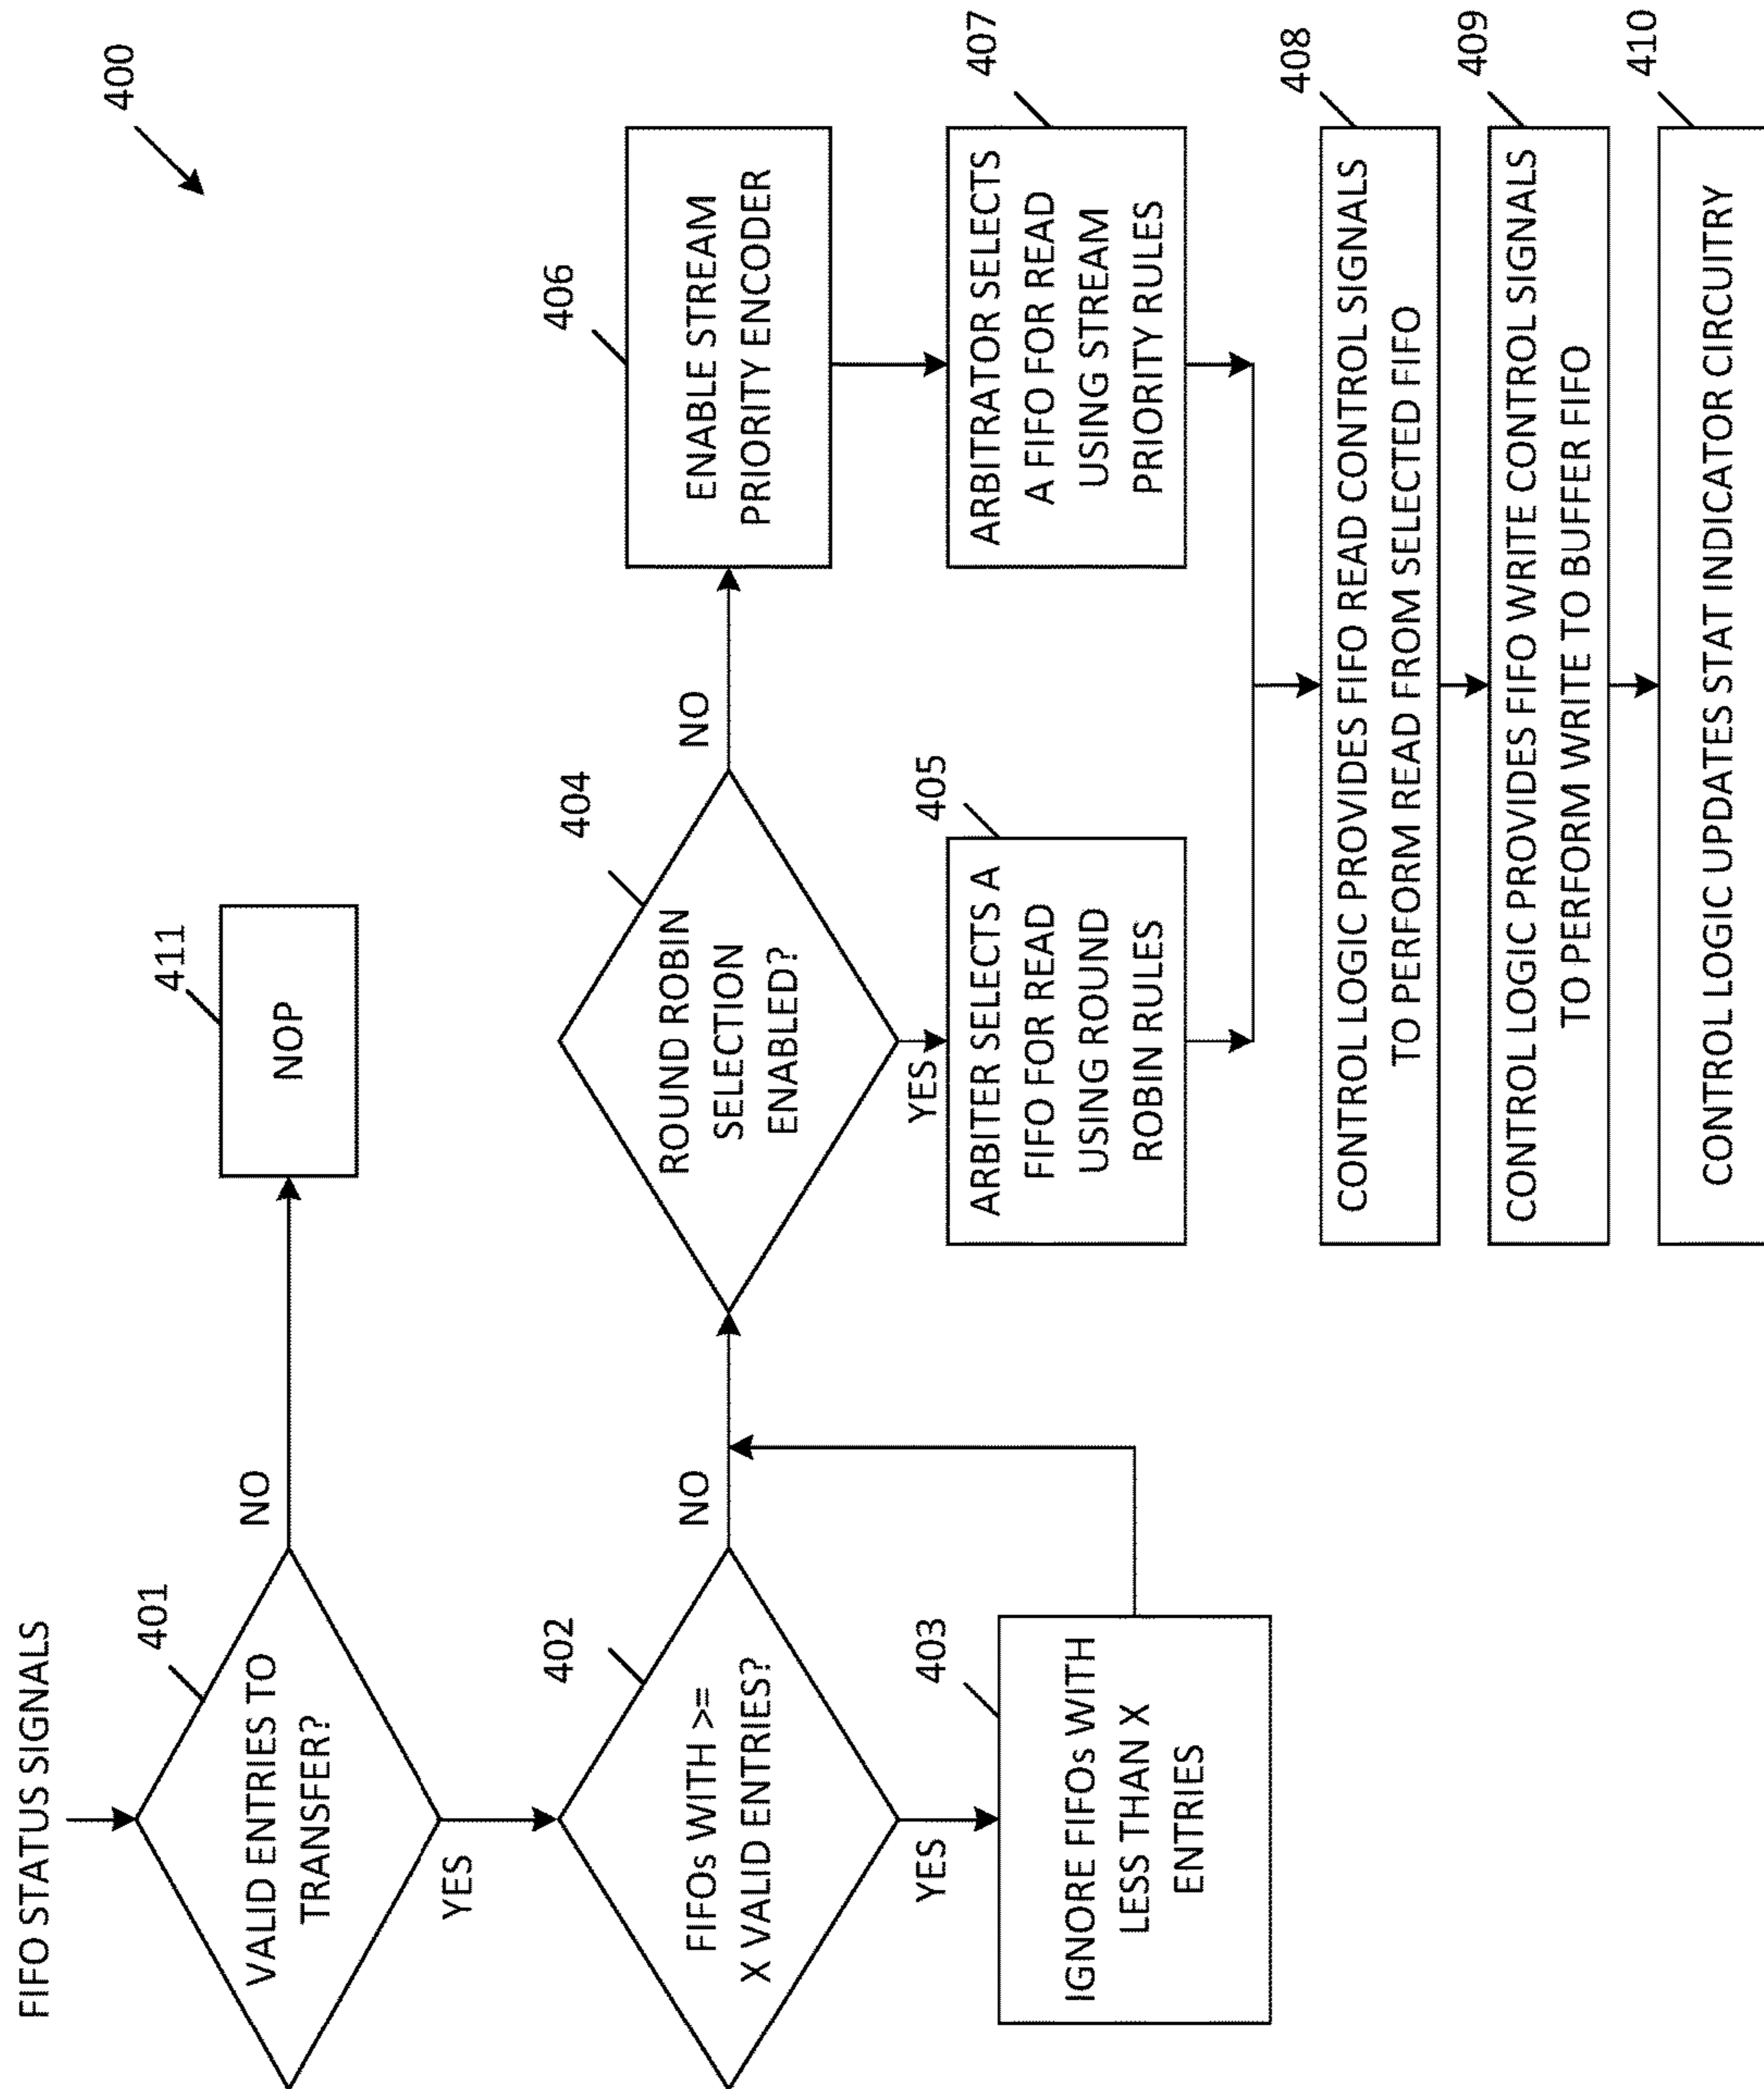 400
FIFO STATUS SIGNALS
401
VALID ENTRIES TO
TRANSFER?
NO
YES
411
NOP
402
FIFOs WITH >=
X VALID ENTRIES?
NO
YES
403
IGNORE FIFOs WITH
LESS THAN X
ENTRIES
404
ROUND ROBIN
SELECTION
ENABLED?
NO
YES
405
ARBITER SELECTS A
FIFO FOR READ
USING ROUND
ROBIN RULES
406
ENABLE STREAM
PRIORITY ENCODER
407
ARBITRATOR SELECTS
A FIFO FOR READ
USING STREAM
PRIORITY RULES
408
CONTROL LOGIC PROVIDES FIFO READ CONTROL SIGNALS
TO PERFORM READ FROM SELECTED FIFO
409
CONTROL LOGIC PROVIDES FIFO WRITE CONTROL SIGNALS
TO PERFORM WRITE TO BUFFER FIFO
410
CONTROL LOGIC UPDATES STAT INDICATOR CIRCUITRY